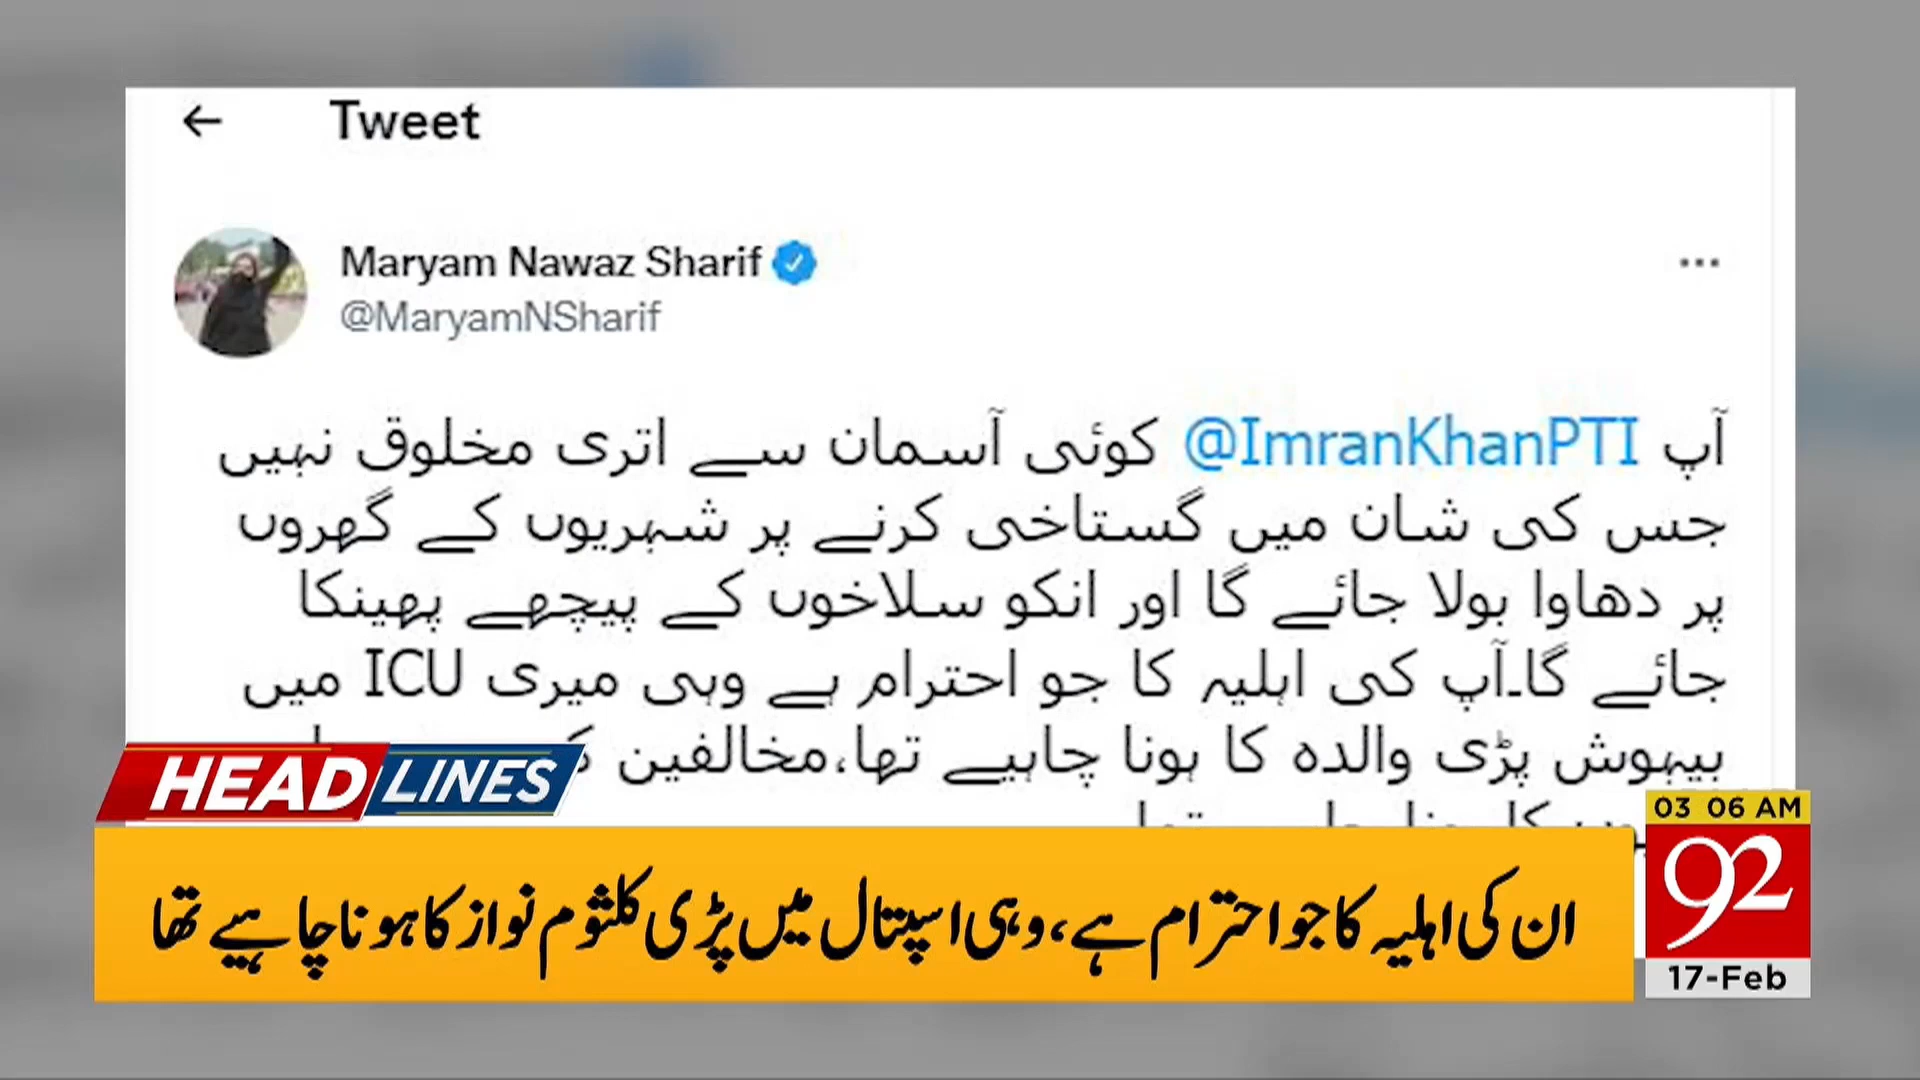 Tweet
Maryam Nawaz Sharif
@MaryamNSharif
آپ @ImranKhanPTI کوئی آسمان سے اتری مخلوق نہیں
جس کی شان میں گستاخی کرنے پر شہریوں کے گھروں
پر دھاوا بولا جائے گا اور انکو سلاخوں کے پیچھے پھینکا
جائے گا۔آپ کی اہلیہ کا جو احترام ہے وہی میری ICU میں
بیہوش پڑی والدہ کا ہونا چاہیے تھا،مخالفین
HEADLINES
03 06 AM
92
ان کی اہلیہ کا جو احترام ہے، وہی اسپتال میں پڑی کلثوم نواز کا ہونا چاہیے تھا
17-Feb